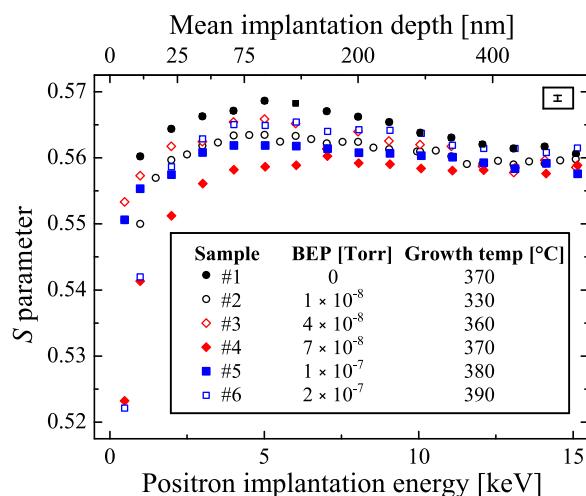 Mean implantation depth [nm]
0 25 75 200 400
0.57
0.56
0.55
0.54
0.53
0.52
S parameter
Sample BEP [Torr] Growth temp [°C]
#1 0 370
#2 1 × 10⁻⁸ 330
#3 4 × 10⁻⁸ 360
#4 7 × 10⁻⁸ 370
#5 1 × 10⁻⁷ 380
#6 2 × 10⁻⁷ 390
0 5 10 15
Positron implantation energy [keV]